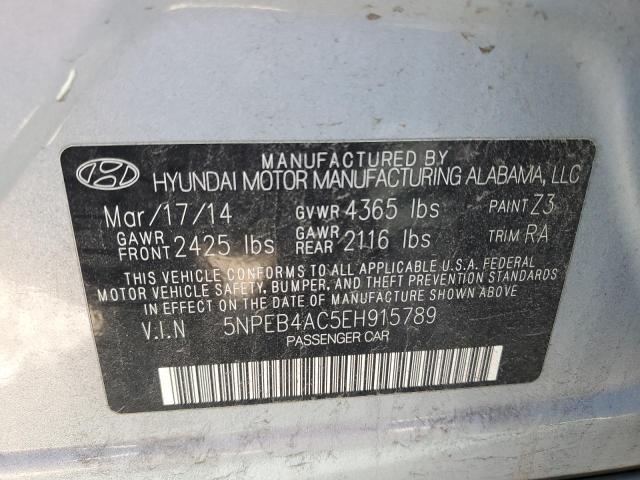 MANUFACTURED BY
HYUNDAI MOTOR MANUFACTURING ALABAMA, LLC
Mar/17/14 GVWR 4365 lbs PAINT Z3
GAWR FRONT 2425 lbs GAWR REAR 2116 lbs TRIM RA
THIS VEHICLE CONFORMS TO ALL APPLICABLE U.S.A. FEDERAL
MOTOR VEHICLE SAFETY, BUMPER, AND THEFT PREVENTION STANDARDS
IN EFFECT ON THE DATE OF MANUFACTURE SHOWN ABOVE.
V.I.N 5NPEB4AC5EH915789
PASSENGER CAR